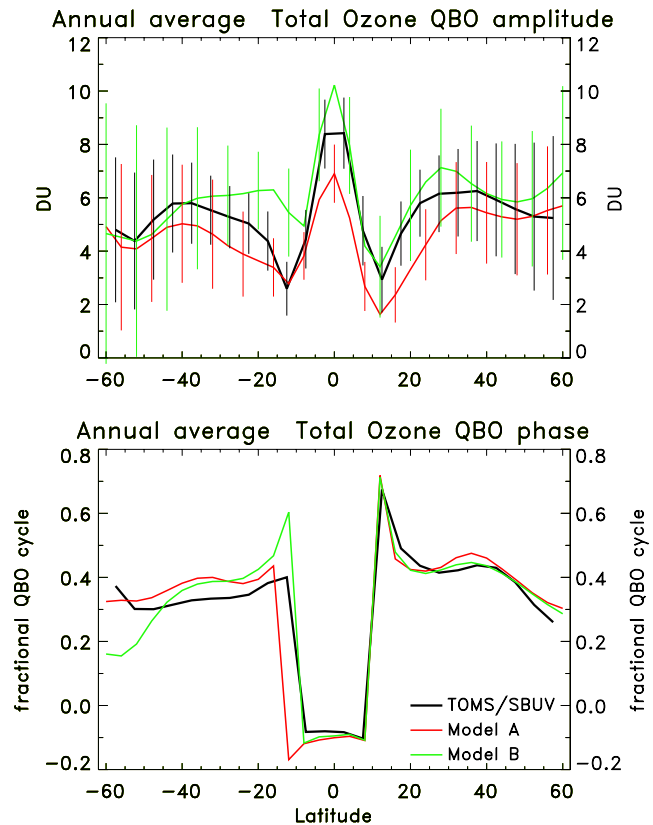 Annual average Total Ozone QBO amplitude
12 12
10 10
8 8
DU DU
6 6
4 4
2 2
0 0
−60 −40 −20 0 20 40 60
Annual average Total Ozone QBO phase
0.8 0.8
0.6 0.6
fractional QBO cycle fractional QBO cycle
0.4 0.4
0.2 0.2
0.0 0.0
−0.2 −0.2
TOMS/SBUV
Model A
Model B
−60 −40 −20 0 20 40 60
Latitude